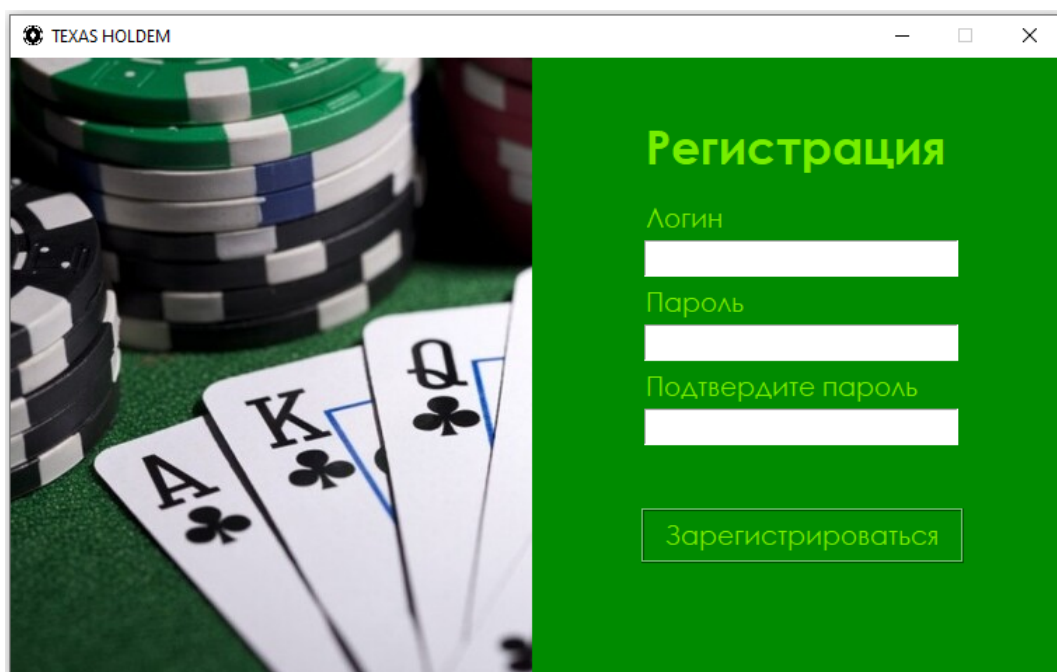 TEXAS HOLDEM
Регистрация
Логин
Пароль
Подтвердите пароль
Зарегистрироваться
A
K
Q